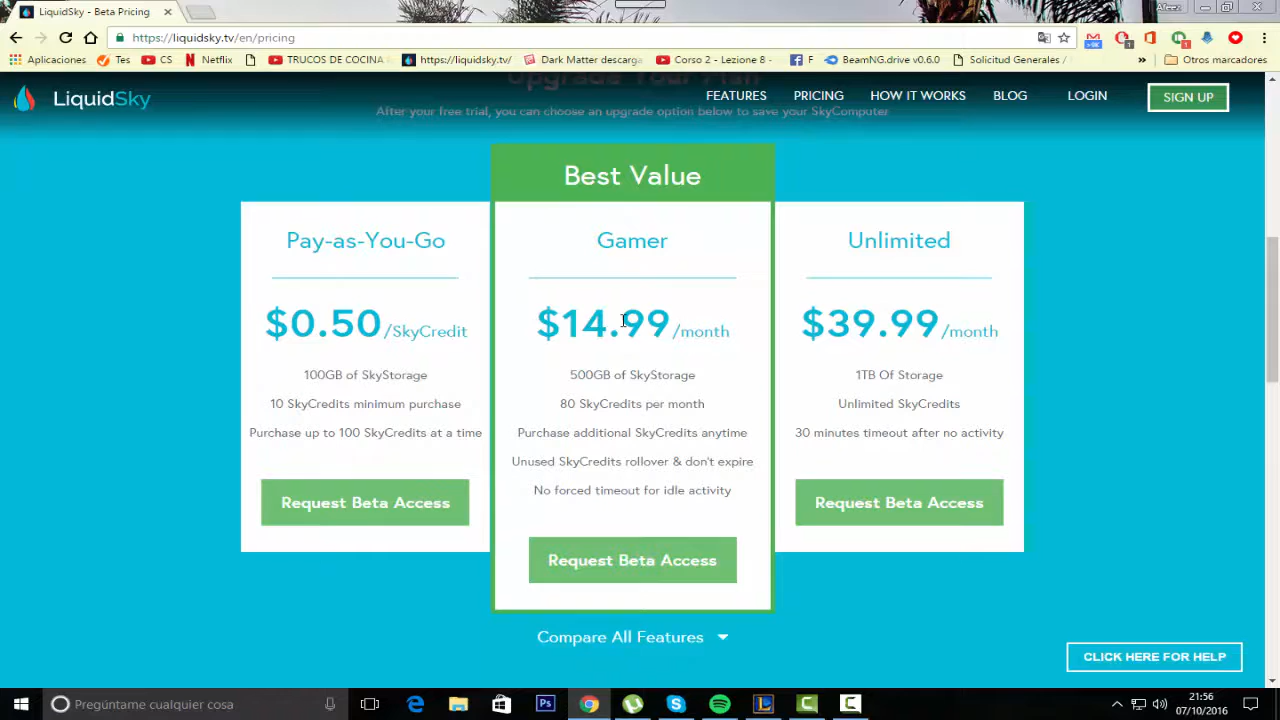 LiquidSky - Beta Pricing
https://liquidsky.tv/en/pricing
Aplicaciones
Tes
CS
Netflix
TRUCOS DE COCINA
https://liquidsky.tv/
Dark Matter descarga
Corso 2 - Lezione 8 -
F
BeamNG.drive v0.6.0
Solicitud Generales /
»
Otros marcadores
Upgrade Your Plan
LiquidSky
FEATURES
PRICING
HOW IT WORKS
BLOG
LOGIN
SIGN UP
After your free trial, you can choose an upgrade option below to save your SkyComputer
Best Value
Pay-as-You-Go
$0.50/SkyCredit
100GB of SkyStorage
10 SkyCredits minimum purchase
Purchase up to 100 SkyCredits at a time
Request Beta Access
Gamer
$14.99/month
500GB of SkyStorage
80 SkyCredits per month
Purchase additional SkyCredits anytime
Unused SkyCredits rollover & don't expire
No forced timeout for idle activity
Request Beta Access
Unlimited
$39.99/month
1TB Of Storage
Unlimited SkyCredits
30 minutes timeout after no activity
Request Beta Access
Compare All Features
CLICK HERE FOR HELP
Pregúntame cualquier cosa
21:56
07/10/2016